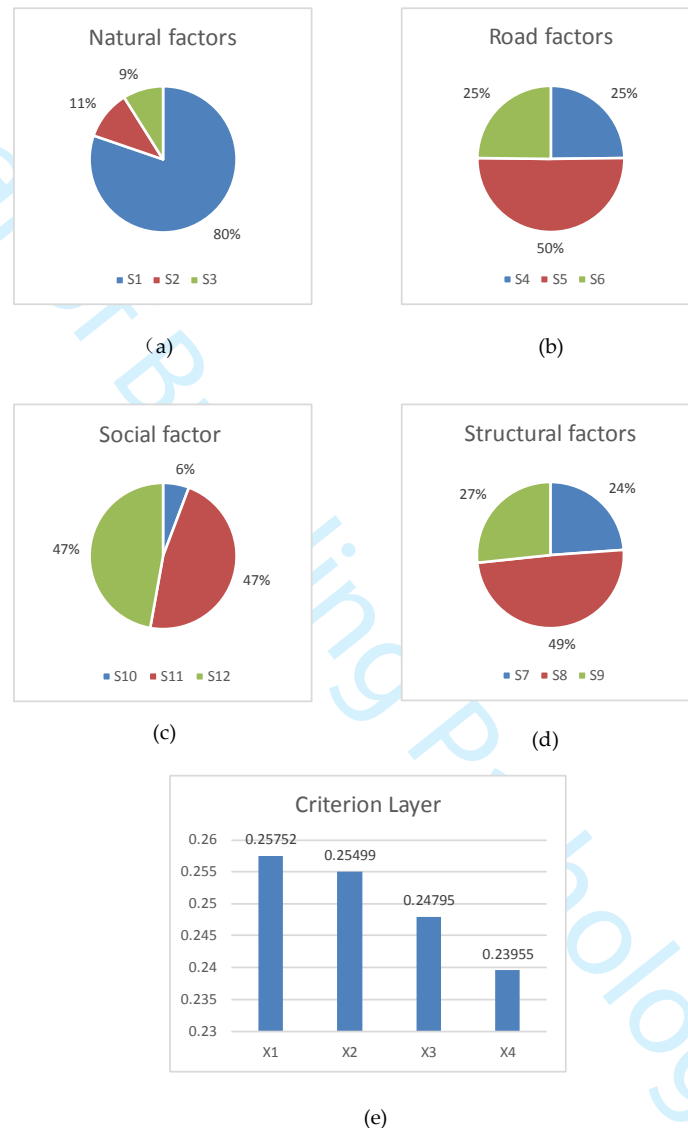 Natural factors
9%
11%
80%
S1 S2 S3
（a)
Road factors
25% 25%
50%
S4 S5 S6
(b)
Social factor
6%
47%
47%
S10 S11 S12
(c)
Structural factors
27% 24%
49%
S7 S8 S9
(d)
Criterion Layer
0.26
0.255
0.25
0.245
0.24
0.235
0.23
0.25752
0.25499
0.24795
0.23955
X1 X2 X3 X4
(e)